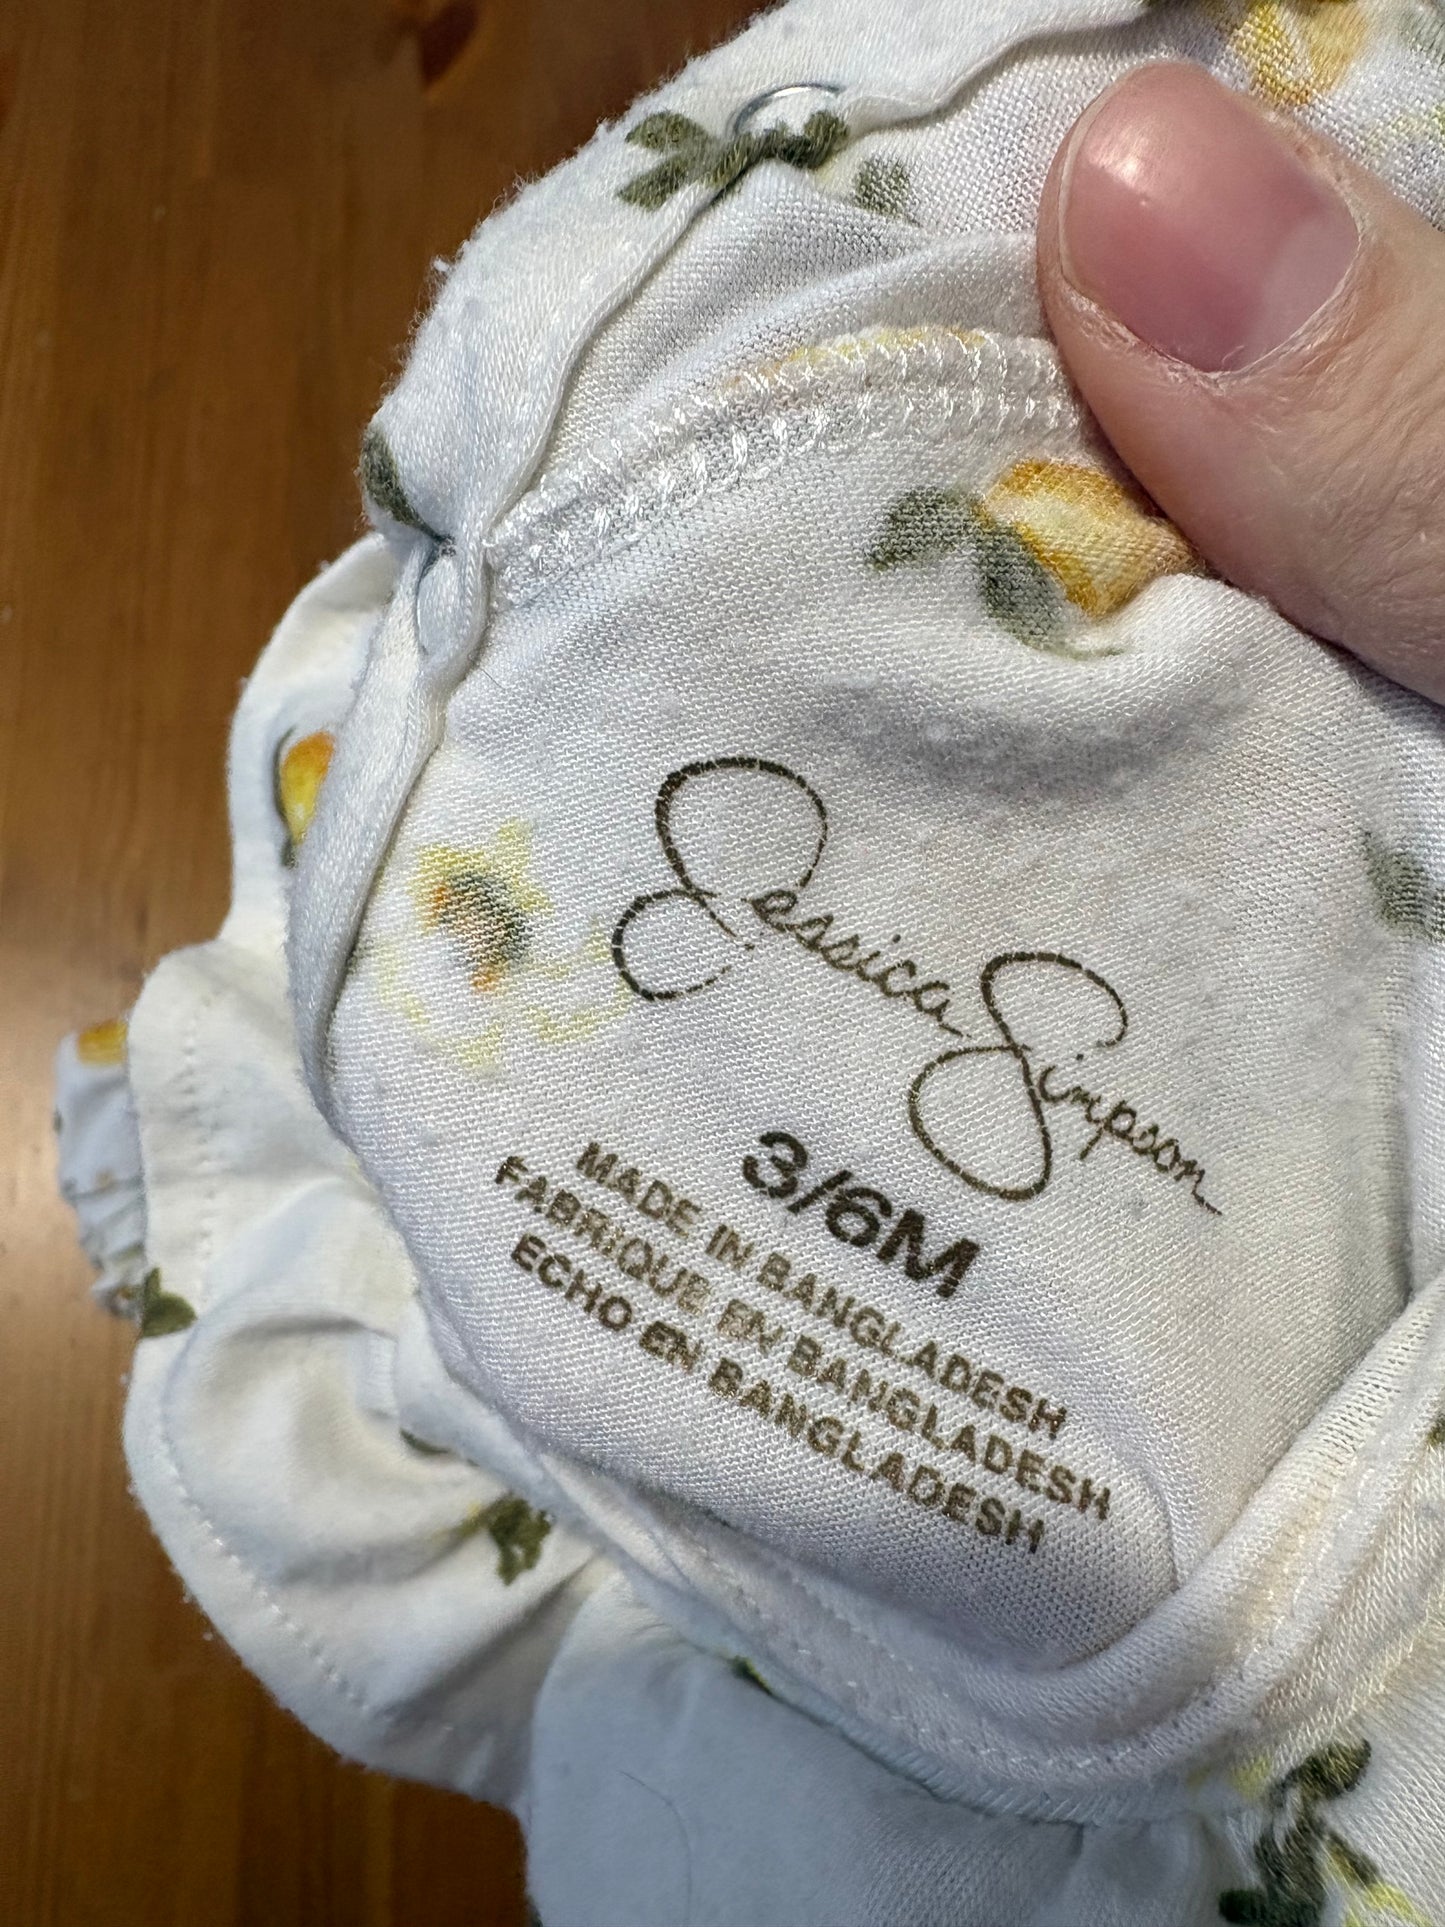 Jessica Simpson
3/6M
MADE IN BANGLADESH
FABRIQUE EN BANGLADESH
ECHO EN BANGLADESH